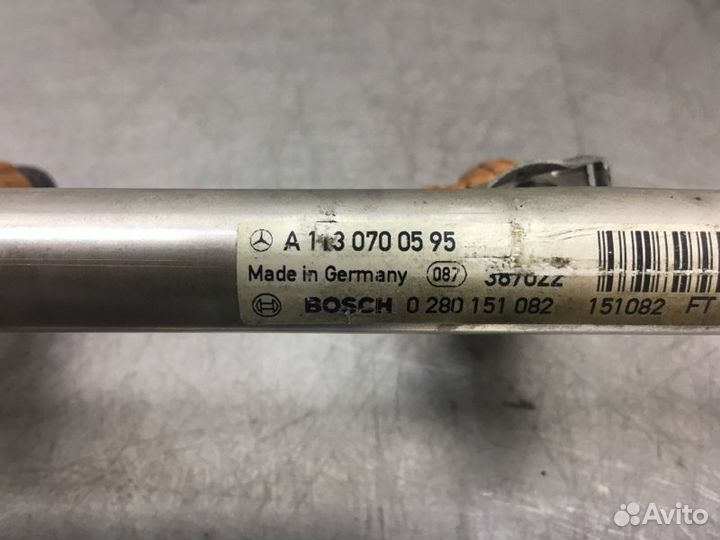 A 113 070 05 95
Made in Germany 087 387022
BOSCH 0 280 151 082 151082 FT
Avito